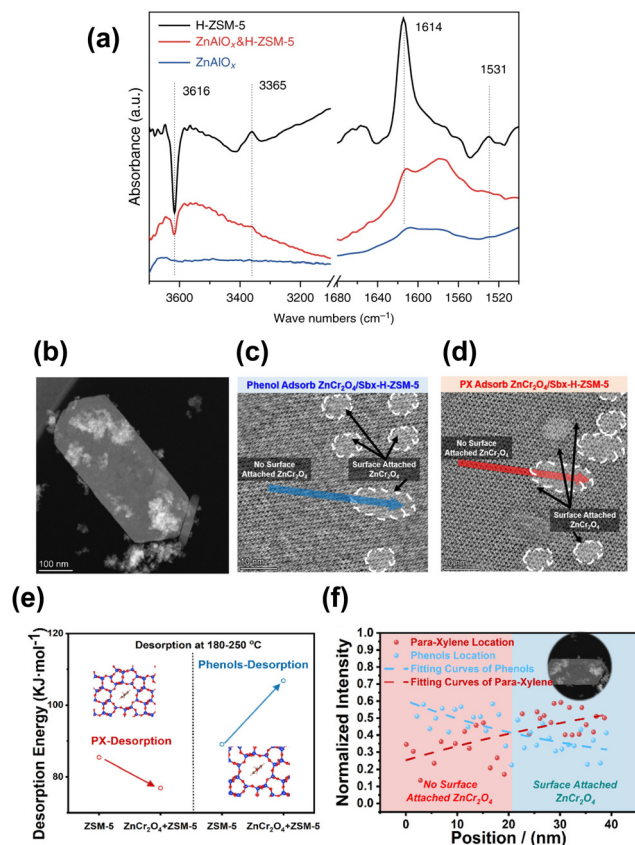 (a)
H-ZSM-5
ZnAlOₓ&H-ZSM-5
ZnAlOₓ
3616
3365
1614
1531
Absorbance (a.u.)
3600
3400
3200
1680
1640
1600
1560
1520
Wave numbers (cm⁻¹)
(b)
100 nm
(c)
Phenol Adsorb ZnCr₂O₄/Sbx-H-ZSM-5
No Surface
Attached ZnCr₂O₄
Surface Attached
ZnCr₂O₄
(d)
PX Adsorb ZnCr₂O₄/Sbx-H-ZSM-5
No Surface
Attached ZnCr₂O₄
Surface Attached
ZnCr₂O₄
(e)
Desorption Energy (KJ·mol⁻¹)
Desorption at 180-250 °C
Phenols-Desorption
PX-Desorption
120
100
80
ZSM-5
ZnCr₂O₄+ZSM-5
ZSM-5
ZnCr₂O₄+ZSM-5
(f)
Normalized Intensity
1.0
0.9
0.8
0.7
0.6
0.5
0.4
0.3
0.2
0.1
0.0
Para-Xylene Location
Phenols Location
Fitting Curves of Phenols
Fitting Curves of Para-Xylene
No Surface
Attached ZnCr₂O₄
Surface Attached
ZnCr₂O₄
0
10
20
30
40
Position / (nm)